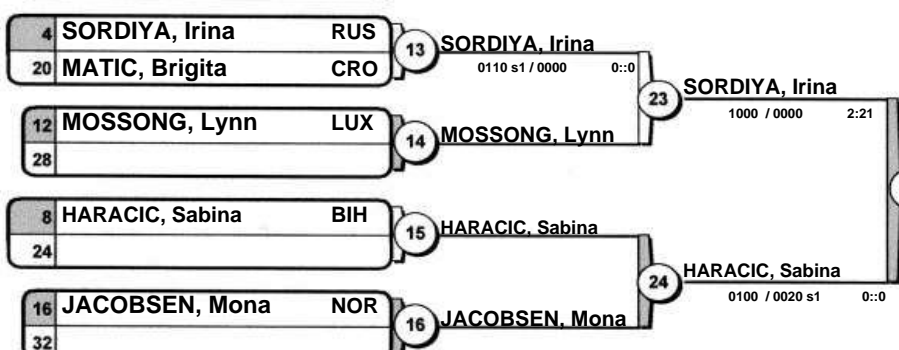 4 SORDIYA, Irina RUS
20 MATIC, Brigita CRO
13 SORDIYA, Irina
0110 s1 / 0000 0::0
12 MOSSONG, Lynn LUX
28
14 MOSSONG, Lynn
23 SORDIYA, Irina
1000 / 0000 2:21
8 HARACIC, Sabina BIH
24
15 HARACIC, Sabina
16 JACOBSEN, Mona NOR
32
16 JACOBSEN, Mona
24 HARACIC, Sabina
0100 / 0020 s1 0::0